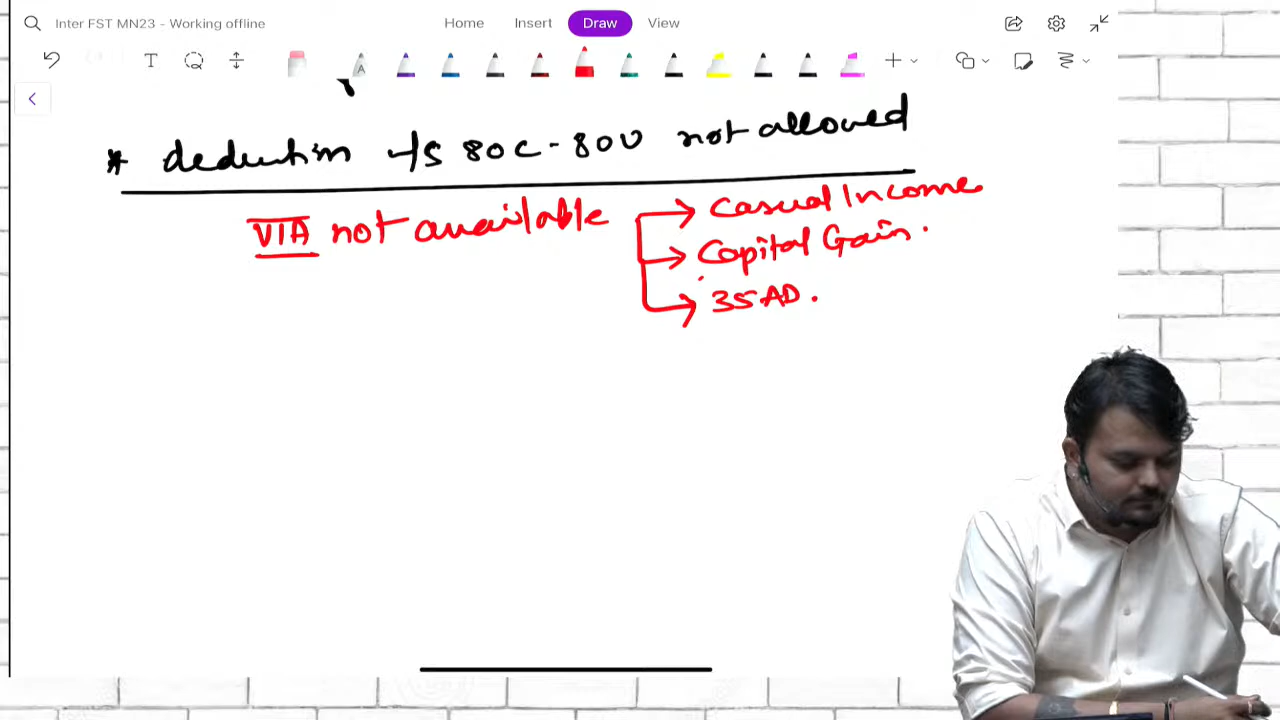 Inter FST MN23 - Working offline
Home Insert Draw View
* deduction u/s 80C - 80U not allowed
VIA not available
Casual Income
Capital Gain.
35AD.